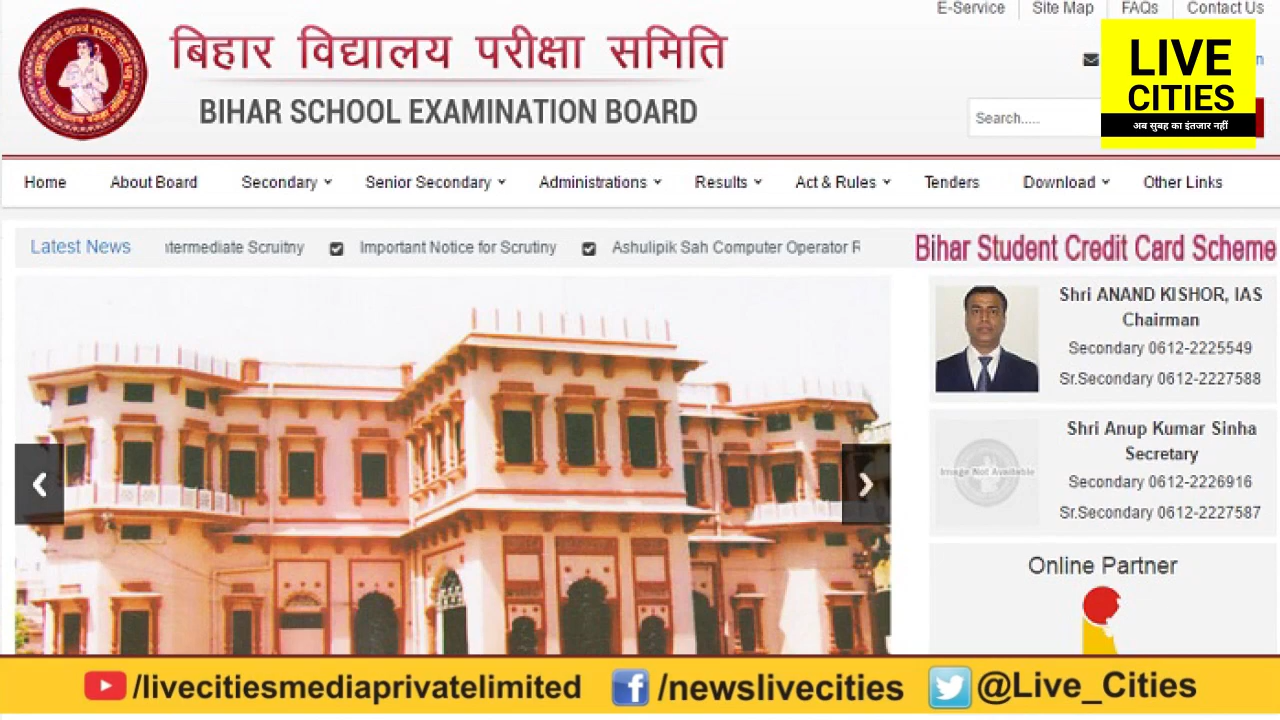 E-Service
Site Map
FAQs
Contact Us
बिहार विद्यालय परीक्षा समिति
BIHAR SCHOOL EXAMINATION BOARD
LIVE
CITIES
अब सुबह का इंतजार नहीं
Search.....
Home
About Board
Secondary
Senior Secondary
Administrations
Results
Act & Rules
Tenders
Download
Other Links
Latest News
ntermediate Scruitny
Important Notice for Scrutiny
Ashulipik Sah Computer Operator R
Bihar Student Credit Card Scheme
Shri ANAND KISHOR, IAS
Chairman
Secondary 0612-2225549
Sr.Secondary 0612-2227588
Shri Anup Kumar Sinha
Secretary
Image Not Available
Secondary 0612-2226916
Sr.Secondary 0612-2227587
Online Partner
/livecitiesmediaprivatelimited
/newslivecities
@Live_Cities